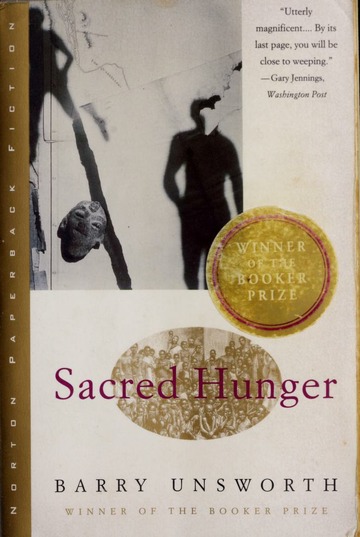 "Utterly
magnificent.... By its
last page, you will be
close to weeping."
—Gary Jennings,
Washington Post
WINNER
OF THE
BOOKER
PRIZE
Sacred Hunger
BARRY UNSWORTH
WINNER OF THE BOOKER PRIZE
NORTON PAPERBACK FICTION